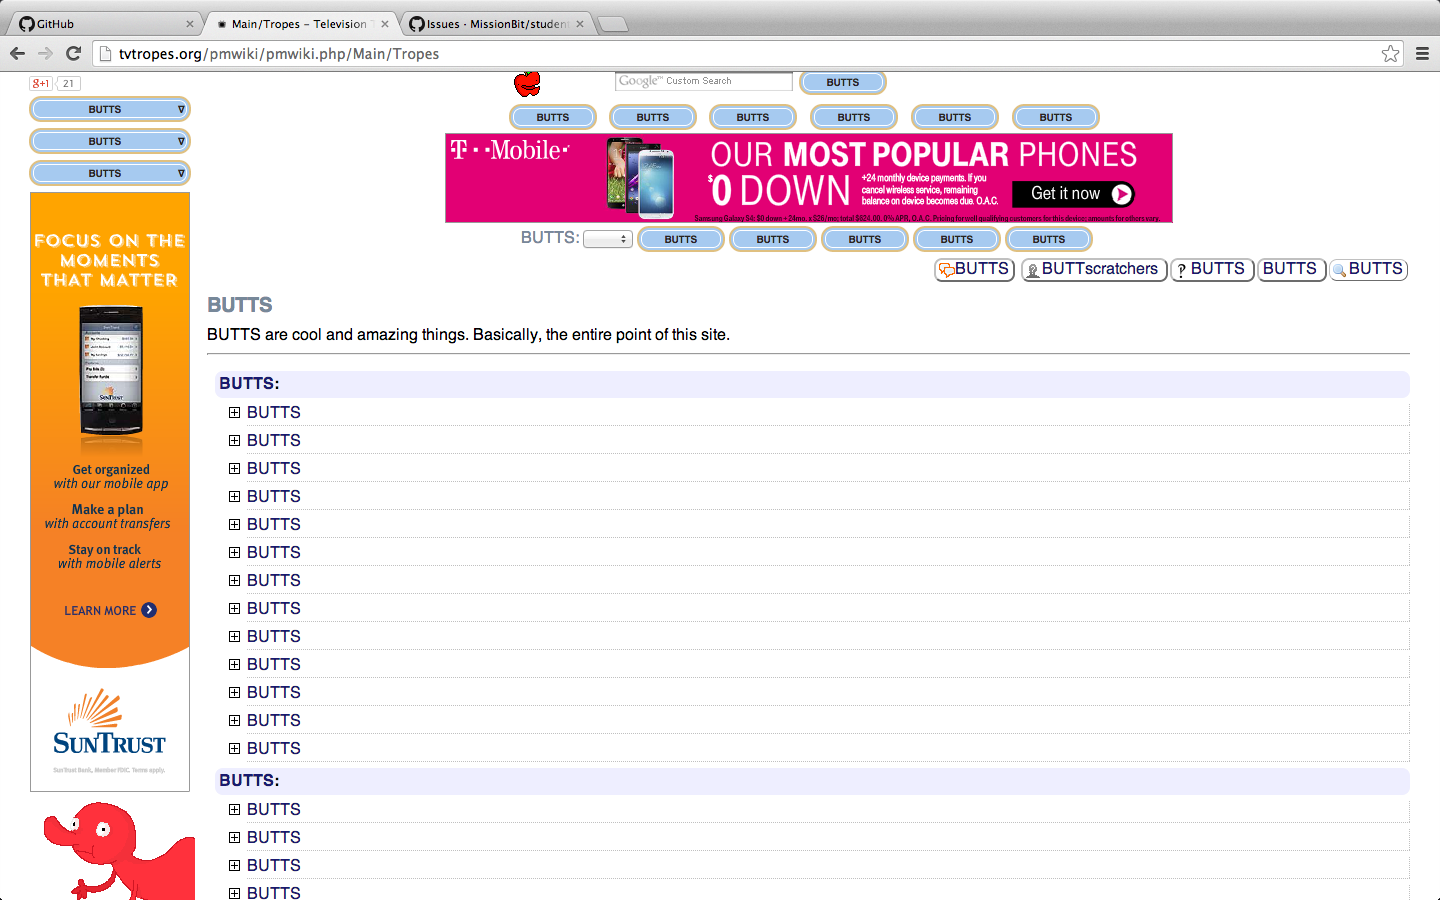 GitHub
Main/Tropes – Television T
Issues · MissionBit/student
tvtropes.org/pmwiki/pmwiki.php/Main/Tropes
g+1 21
Google™ Custom Search
BUTTS
BUTTS
BUTTS
BUTTS
BUTTS BUTTS BUTTS BUTTS BUTTS BUTTS
T··Mobile·
OUR MOST POPULAR PHONES
$0 DOWN
+24 monthly device payments. If you
cancel wireless service, remaining
balance on device becomes due. O.A.C.
Get it now
BUTTS: BUTTS BUTTS BUTTS BUTTS BUTTS
BUTTS BUTTscratchers ? BUTTS BUTTS BUTTS
FOCUS ON THE
MOMENTS
THAT MATTER
SUNTRUST
Get organized
with our mobile app
Make a plan
with account transfers
Stay on track
with mobile alerts
LEARN MORE
SUNTRUST
SunTrust Bank, Member FDIC. Terms apply.
BUTTS
BUTTS are cool and amazing things. Basically, the entire point of this site.
BUTTS:
BUTTS
BUTTS
BUTTS
BUTTS
BUTTS
BUTTS
BUTTS
BUTTS
BUTTS
BUTTS
BUTTS
BUTTS
BUTTS
BUTTS:
BUTTS
BUTTS
BUTTS
BUTTS